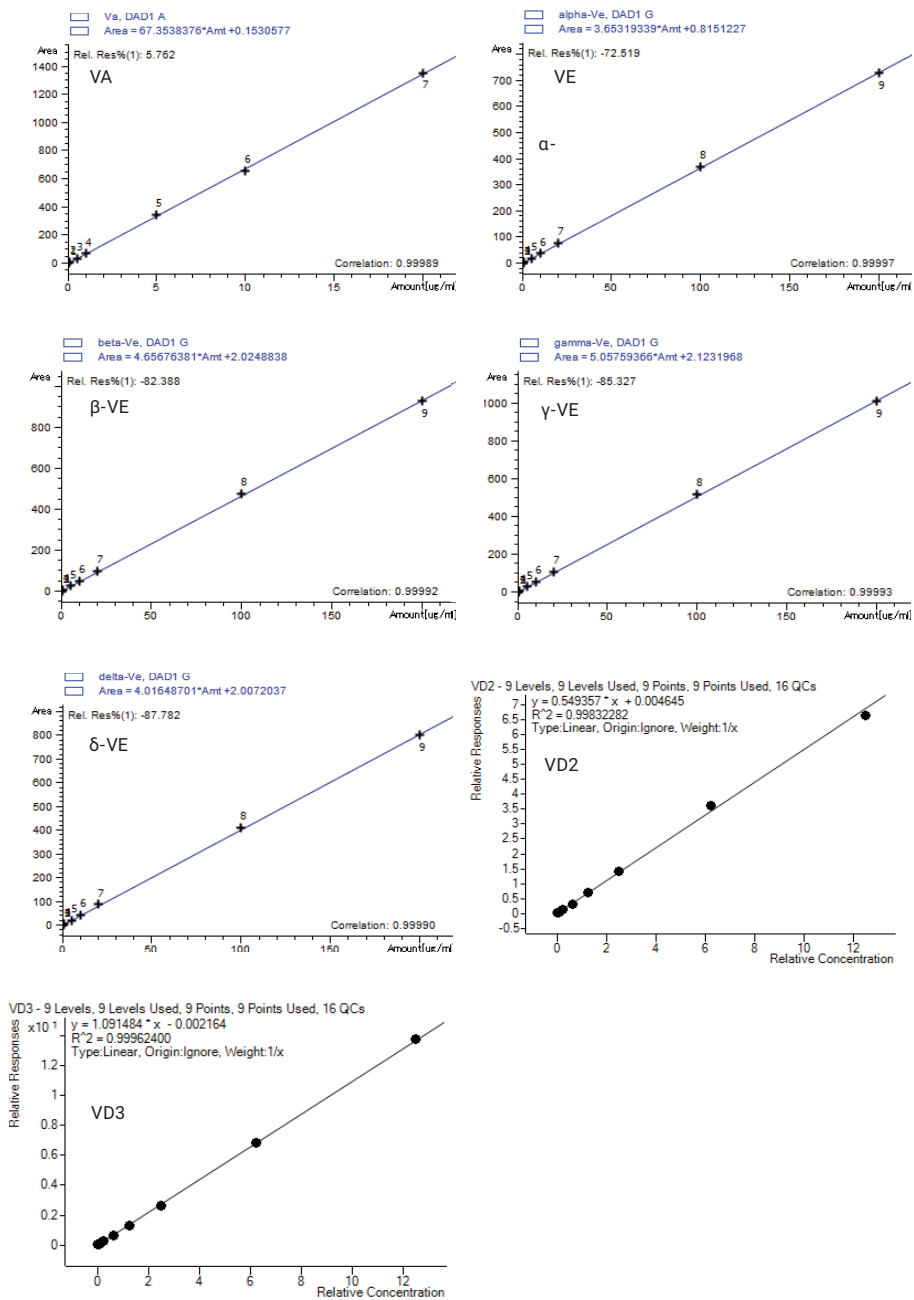 Va, DAD1 A
Area = 67.3538376*Amt +0.1530577
Area
Rel. Res%(1): 5.762
VA
1400
1200
1000
800
600
400
200
0
2 3 4
5
6
7
Correlation: 0.99989
0 5 10 15
Amount[ug/ml]
alpha-Ve, DAD1 G
Area = 3.65319339*Amt +0.8151227
Area
Rel. Res%(1): -72.519
VE
α-
700
600
500
400
300
200
100
0
5 6 7
8
9
Correlation: 0.99997
0 100
Amount[ug/ml]
beta-Ve, DAD1 G
Area = 4.65676381*Amt +2.0248838
Area
Rel. Res%(1): -82.388
β-VE
800
600
400
200
0
5 6 7
8
9
Correlation: 0.99992
0 50 100 150
Amount[ug/ml]
gamma-Ve, DAD1 G
Area = 5.05759366*Amt +2.1231968
Area
Rel. Res%(1): -85.327
γ-VE
1000
800
600
400
200
0
5 6 7
8
9
Correlation: 0.99993
0 50 100 150
Amount[ug/ml]
delta-Ve, DAD1 G
Area = 4.01648701*Amt +2.0072037
Area
Rel. Res%(1): -87.782
δ-VE
800
700
600
500
400
300
200
100
0
5 6 7
8
9
Correlation: 0.99990
0 50 100 150
Amount[ug/ml]
VD2 - 9 Levels, 9 Levels Used, 9 Points, 9 Points Used, 16 QCs
y = 0.549357 * x + 0.004645
R^2 = 0.99832282
Type:Linear, Origin:Ignore, Weight:1/x
VD2
Relative Responses
7
6.5
6
5.5
5
4.5
4
3.5
3
2.5
2
1.5
1
0.5
0
-0.5
0 2 4 6 8 10 12
Relative Concentration
VD3 - 9 Levels, 9 Levels Used, 9 Points, 9 Points Used, 16 QCs
x10 1
y = 1.091484 * x - 0.002164
R^2 = 0.99962400
Type:Linear, Origin:Ignore, Weight:1/x
VD3
Relative Responses
1.2
1
0.8
0.6
0.4
0.2
0
0 2 4 6 8 10 12
Relative Concentration